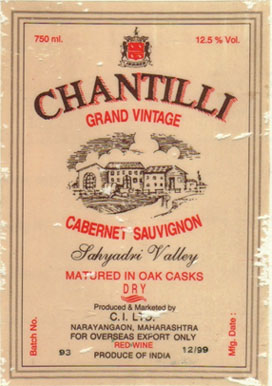 750 ml. 12.5 % Vol.
CHANTILLI
GRAND VINTAGE
CABERNET SAUVIGNON
Sahyadri Valley
MATURED IN OAK CASKS
DRY
Produced & Marketed by
C. I. LTD.
NARAYANGAON, MAHARASHTRA
FOR OVERSEAS EXPORT ONLY
RED WINE
PRODUCE OF INDIA
Batch No. 93
Mfg. Date : 12/99